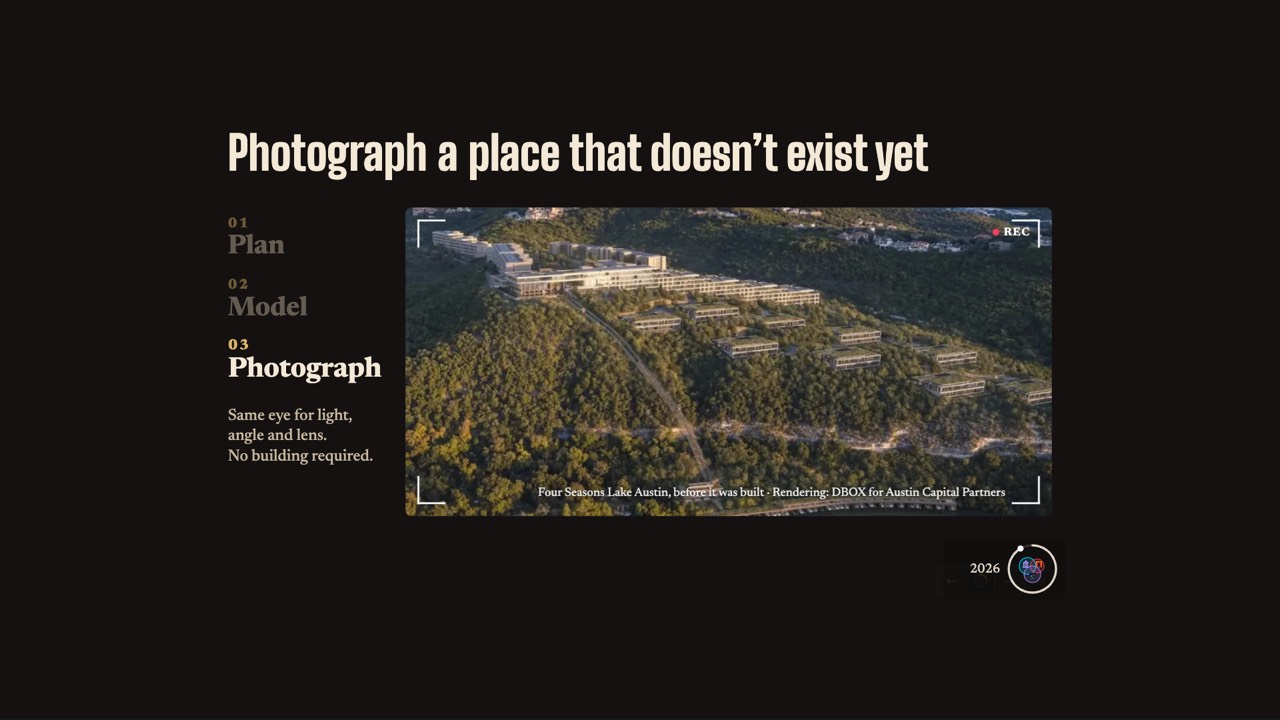 Photograph a place that doesn’t exist yet
01
Plan
02
Model
03
Photograph
Same eye for light,
angle and lens.
No building required.
REC
Four Seasons Lake Austin, before it was built · Rendering: DBOX for Austin Capital Partners
2026